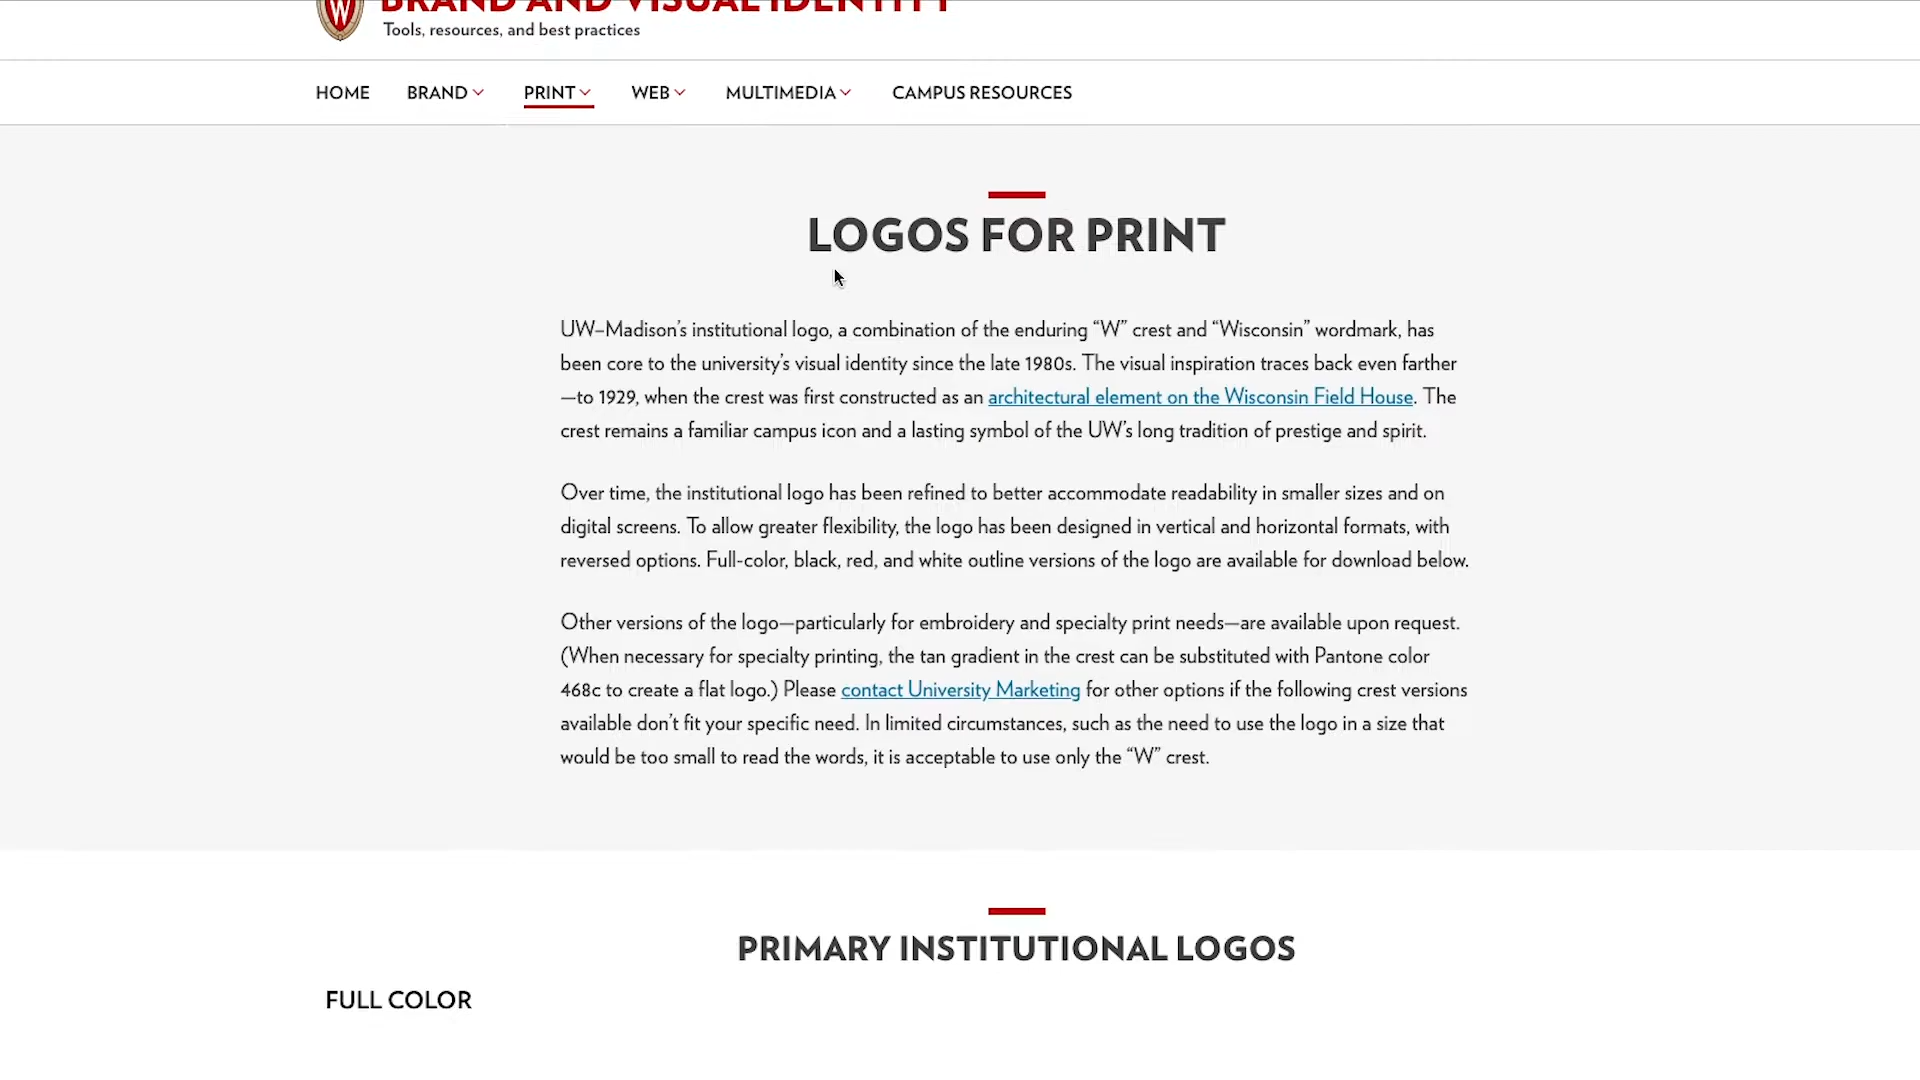 W
BRAND AND VISUAL IDENTITY
Tools, resources, and best practices
HOME BRAND PRINT WEB MULTIMEDIA CAMPUS RESOURCES
LOGOS FOR PRINT
UW–Madison’s institutional logo, a combination of the enduring “W” crest and “Wisconsin” wordmark, has
been core to the university’s visual identity since the late 1980s. The visual inspiration traces back even farther
—to 1929, when the crest was first constructed as an architectural element on the Wisconsin Field House. The
crest remains a familiar campus icon and a lasting symbol of the UW’s long tradition of prestige and spirit.
Over time, the institutional logo has been refined to better accommodate readability in smaller sizes and on
digital screens. To allow greater flexibility, the logo has been designed in vertical and horizontal formats, with
reversed options. Full-color, black, red, and white outline versions of the logo are available for download below.
Other versions of the logo—particularly for embroidery and specialty print needs—are available upon request.
(When necessary for specialty printing, the tan gradient in the crest can be substituted with Pantone color
468c to create a flat logo.) Please contact University Marketing for other options if the following crest versions
available don’t fit your specific need. In limited circumstances, such as the need to use the logo in a size that
would be too small to read the words, it is acceptable to use only the “W” crest.
PRIMARY INSTITUTIONAL LOGOS
FULL COLOR